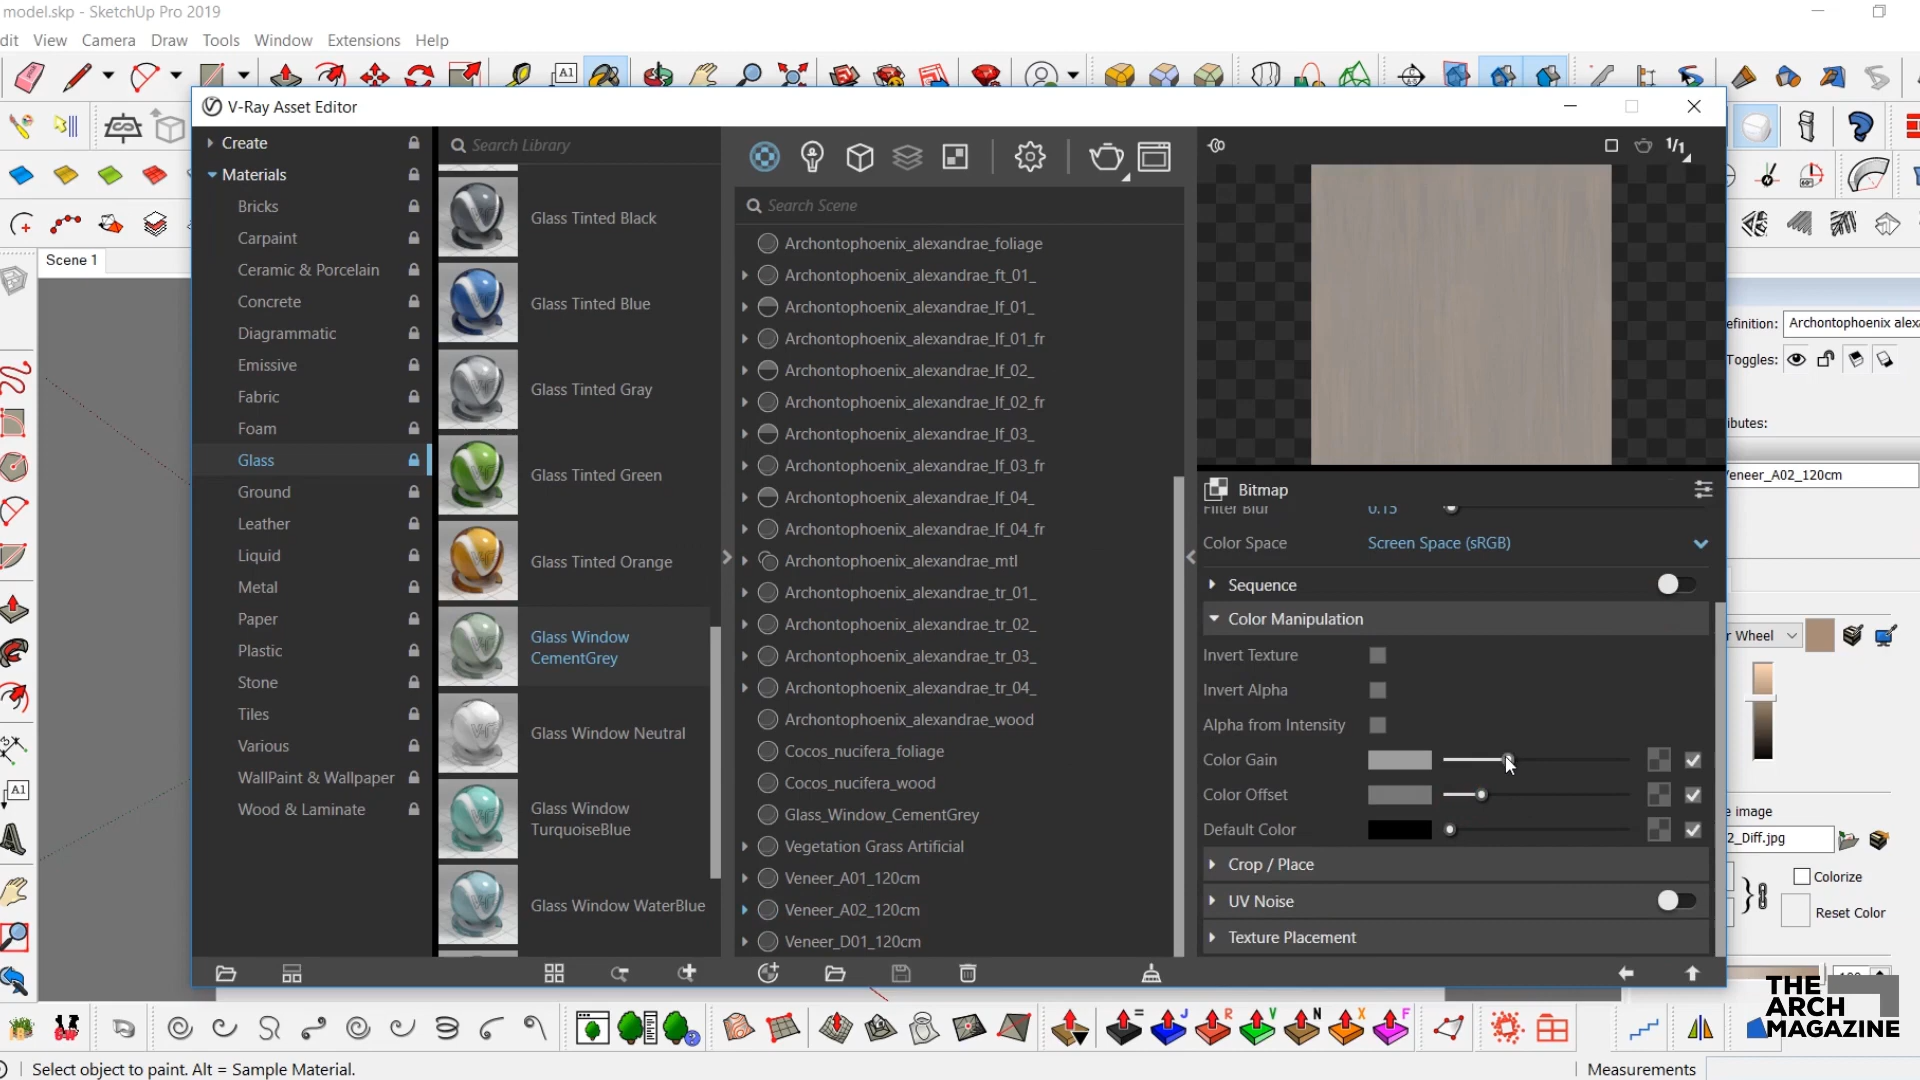 model.skp - SketchUp Pro 2019
dit View Camera Draw Tools Window Extensions Help
V-Ray Asset Editor
Scene 1
Create
Materials
Bricks
Carpaint
Ceramic & Porcelain
Concrete
Diagrammatic
Emissive
Fabric
Foam
Glass
Ground
Leather
Liquid
Metal
Paper
Plastic
Stone
Tiles
Various
WallPaint & Wallpaper
Wood & Laminate
Search Library
Glass Tinted Black
Glass Tinted Blue
Glass Tinted Gray
Glass Tinted Green
Glass Tinted Orange
Glass Window
CementGrey
Glass Window Neutral
Glass Window
TurquoiseBlue
Glass Window WaterBlue
Search Scene
Archontophoenix_alexandrae_foliage
Archontophoenix_alexandrae_ft_01_
Archontophoenix_alexandrae_lf_01_
Archontophoenix_alexandrae_lf_01_fr
Archontophoenix_alexandrae_lf_02_
Archontophoenix_alexandrae_lf_02_fr
Archontophoenix_alexandrae_lf_03_
Archontophoenix_alexandrae_lf_03_fr
Archontophoenix_alexandrae_lf_04_
Archontophoenix_alexandrae_lf_04_fr
Archontophoenix_alexandrae_mtl
Archontophoenix_alexandrae_tr_01_
Archontophoenix_alexandrae_tr_02_
Archontophoenix_alexandrae_tr_03_
Archontophoenix_alexandrae_tr_04_
Archontophoenix_alexandrae_wood
Cocos_nucifera_foliage
Cocos_nucifera_wood
Glass_Window_CementGrey
Vegetation Grass Artificial
Veneer_A01_120cm
Veneer_A02_120cm
Veneer_D01_120cm
1/1
Bitmap
Filter Blur 0.15
Color Space Screen Space (sRGB)
Sequence
Color Manipulation
Invert Texture
Invert Alpha
Alpha from Intensity
Color Gain
Color Offset
Default Color
Crop / Place
UV Noise
Texture Placement
efinition: Archontophoenix alexa
Toggles:
ibutes:
eneer_A02_120cm
r Wheel
e image
2_Diff.jpg
Colorize
Reset Color
THE
ARCH
MAGAZINE
Select object to paint. Alt = Sample Material.
Measurements